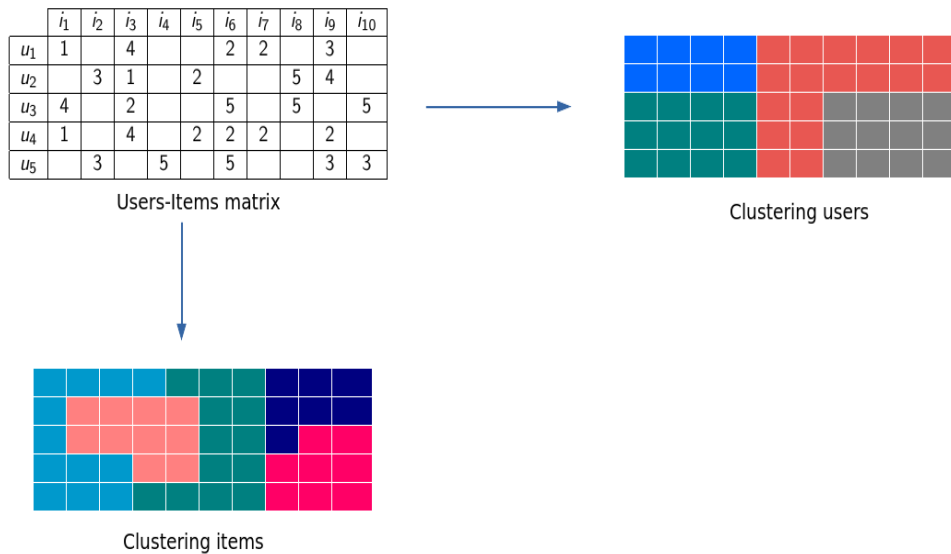 i1 i2 i3 i4 i5 i6 i7 i8 i9 i10
u1 1 4 2 2 3
u2 3 1 2 5 4
u3 4 2 5 5 5
u4 1 4 2 2 2 2
u5 3 5 5 3 3
Users-Items matrix
Clustering users
Clustering items